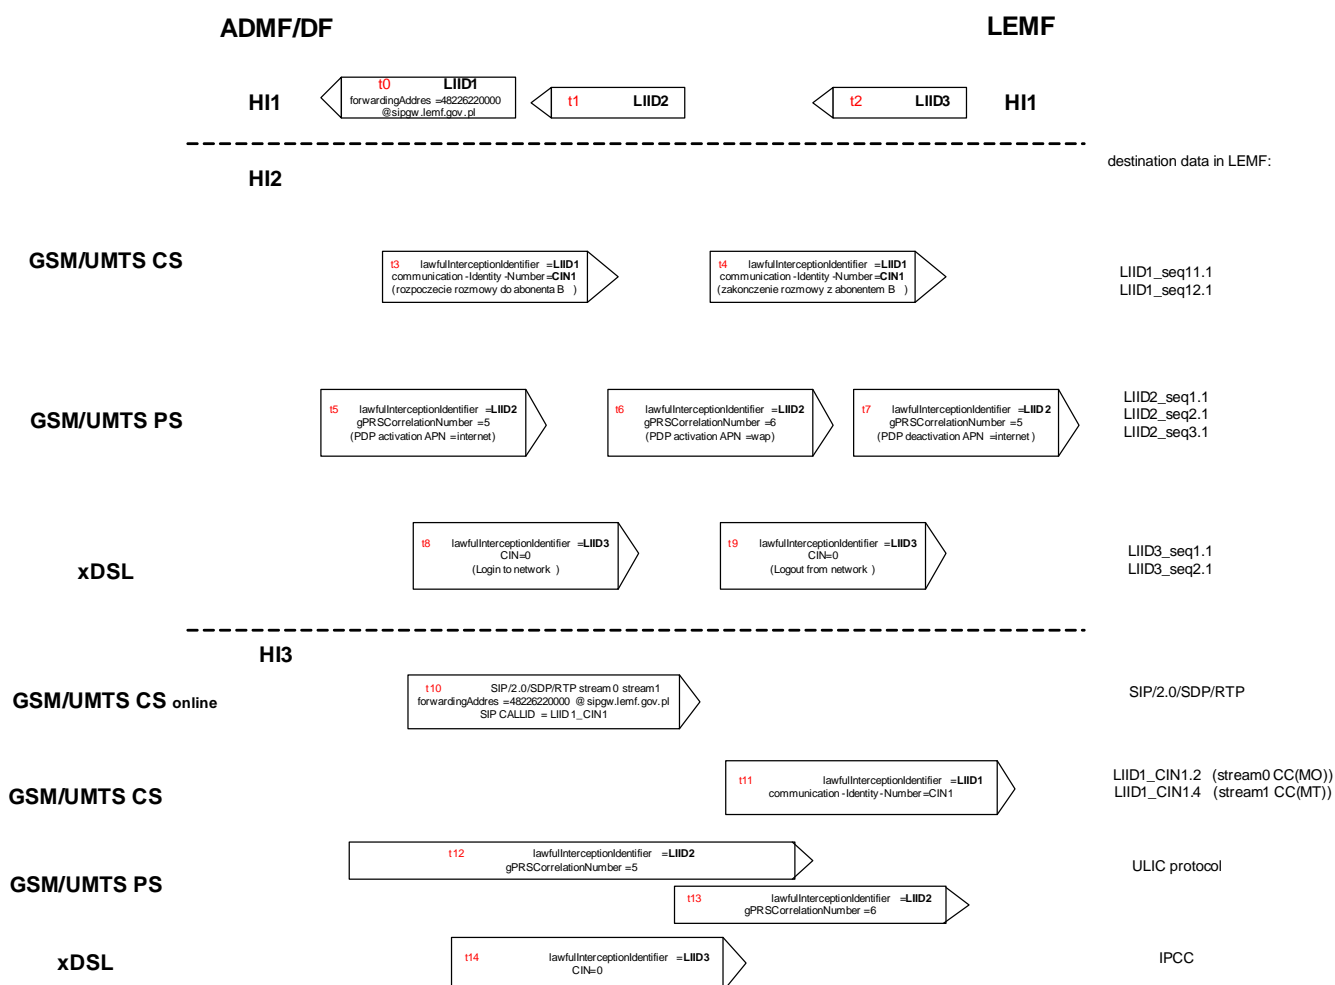 ADMF/DF
LEMF
HI1
t0 LIID1
forwardingAddres =48226220000
@sipgw.lemf.gov.pl
t1 LIID2
t2 LIID3
HI1
destination data in LEMF:
HI2
GSM/UMTS CS
t3 lawfulInterceptionIdentifier =LIID1
communication-Identity-Number=CIN1
(rozpoczecie rozmowy do abonenta B )
t4 lawfulInterceptionIdentifier =LIID1
communication-Identity-Number=CIN1
(zakonczenie rozmowy z abonentem B )
LIID1_seq11.1
LIID1_seq12.1
GSM/UMTS PS
t5 lawfulInterceptionIdentifier =LIID2
gPRSCorrelationNumber =5
(PDP activation APN =internet)
t6 lawfulInterceptionIdentifier =LIID2
gPRSCorrelationNumber =6
(PDP activation APN =wap)
t7 lawfulInterceptionIdentifier =LIID2
gPRSCorrelationNumber =5
(PDP deactivation APN =internet )
LIID2_seq1.1
LIID2_seq2.1
LIID2_seq3.1
xDSL
t8 lawfulInterceptionIdentifier =LIID3
CIN=0
(Login to network )
t9 lawfulInterceptionIdentifier =LIID3
CIN=0
(Logout from network )
LIID3_seq1.1
LIID3_seq2.1
HI3
GSM/UMTS CS online
t10 SIP/2.0/SDP/RTP stream0 stream1
forwardingAddres =48226220000 @sipgw.lemf.gov.pl
SIP CALLID = LIID1_CIN1
SIP/2.0/SDP/RTP
GSM/UMTS CS
t11 lawfulInterceptionIdentifier =LIID1
communication-Identity-Number=CIN1
LIID1_CIN1.2 (stream0 CC(MO))
LIID1_CIN1.4 (stream1 CC(MT))
GSM/UMTS PS
t12 lawfulInterceptionIdentifier =LIID2
gPRSCorrelationNumber =5
t13 lawfulInterceptionIdentifier =LIID2
gPRSCorrelationNumber =6
ULIC protocol
xDSL
t14 lawfulInterceptionIdentifier =LIID3
CIN=0
IPCC